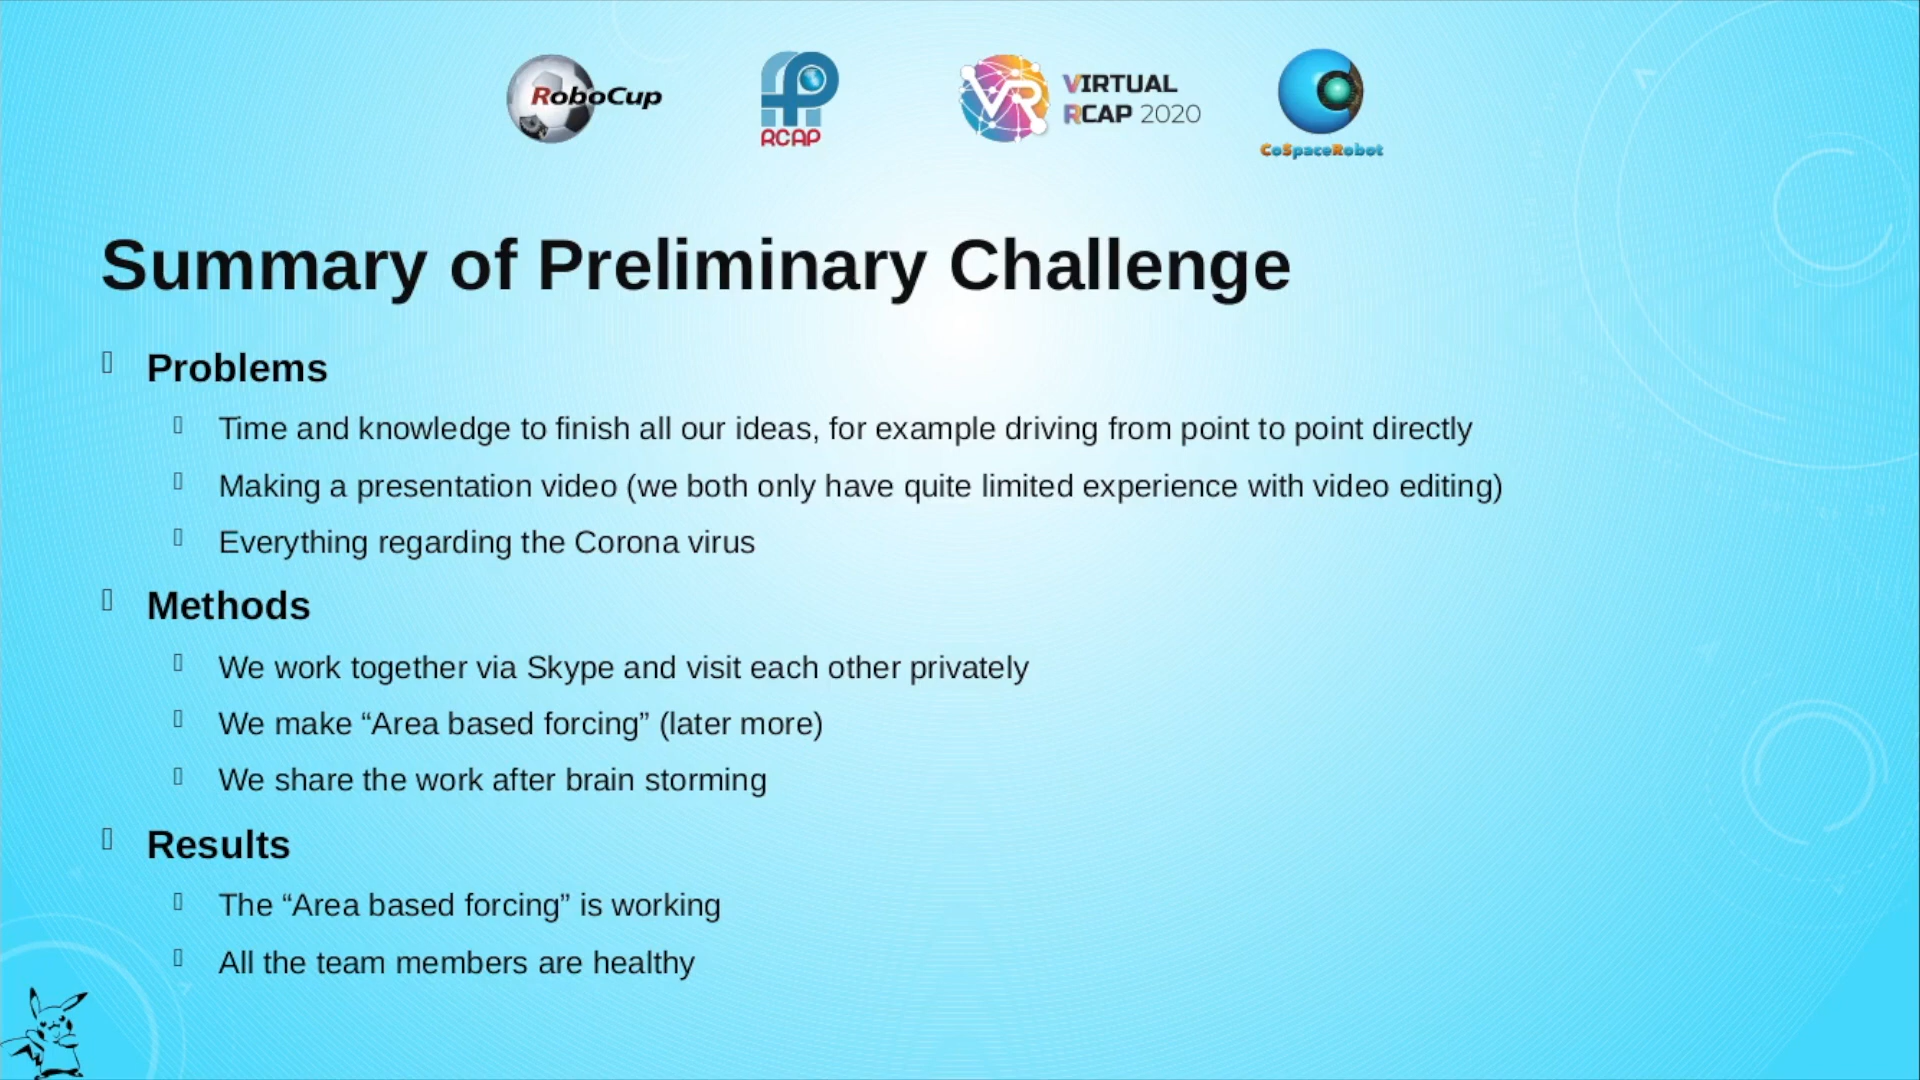 RoboCup
RCAP
VR
VIRTUAL
RCAP 2020
CoSpaceRobot
Summary of Preliminary Challenge
Problems
Time and knowledge to finish all our ideas, for example driving from point to point directly
Making a presentation video (we both only have quite limited experience with video editing)
Everything regarding the Corona virus
Methods
We work together via Skype and visit each other privately
We make “Area based forcing” (later more)
We share the work after brain storming
Results
The “Area based forcing” is working
All the team members are healthy